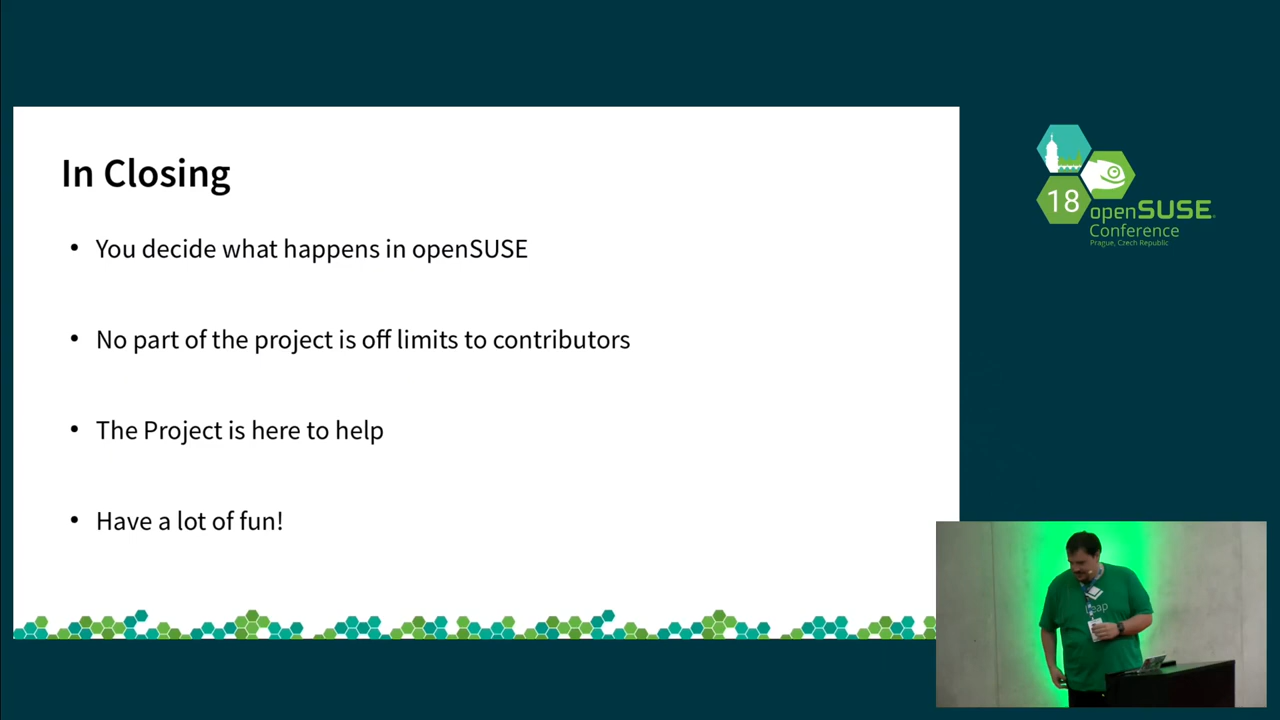 In Closing
• You decide what happens in openSUSE
• No part of the project is off limits to contributors
• The Project is here to help
• Have a lot of fun!
18
openSUSE
Conference
Prague, Czech Republic
eap